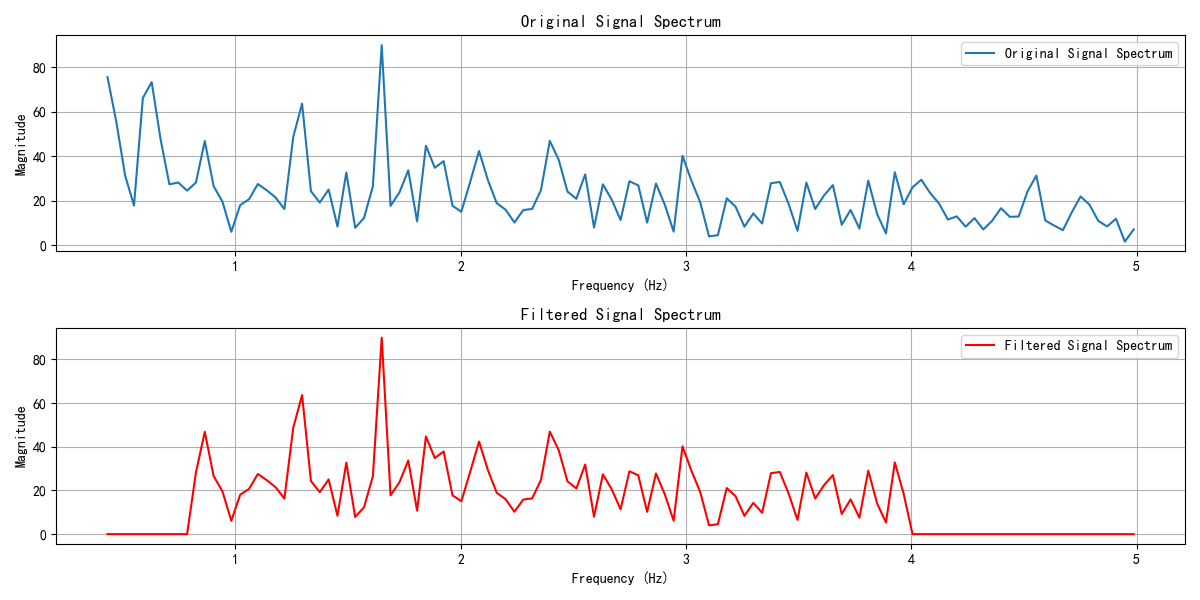 Original Signal Spectrum
Original Signal Spectrum
Magnitude
80
60
40
20
0
1 2 3 4 5
Frequency (Hz)
Filtered Signal Spectrum
Filtered Signal Spectrum
Magnitude
80
60
40
20
0
1 2 3 4 5
Frequency (Hz)